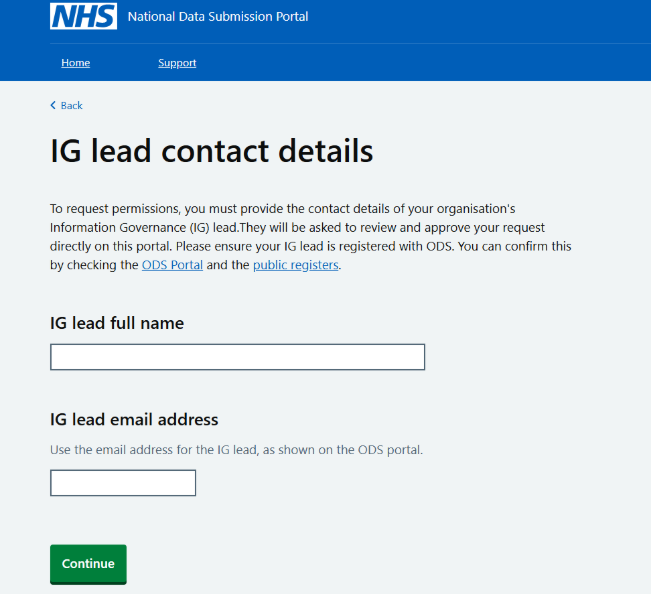 NHS National Data Submission Portal
Home Support
Back
IG lead contact details
To request permissions, you must provide the contact details of your organisation's
Information Governance (IG) lead.They will be asked to review and approve your request
directly on this portal. Please ensure your IG lead is registered with ODS. You can confirm this
by checking the ODS Portal and the public registers.
IG lead full name
IG lead email address
Use the email address for the IG lead, as shown on the ODS portal.
Continue